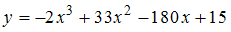 y = −2x³ + 33x² − 180x + 15